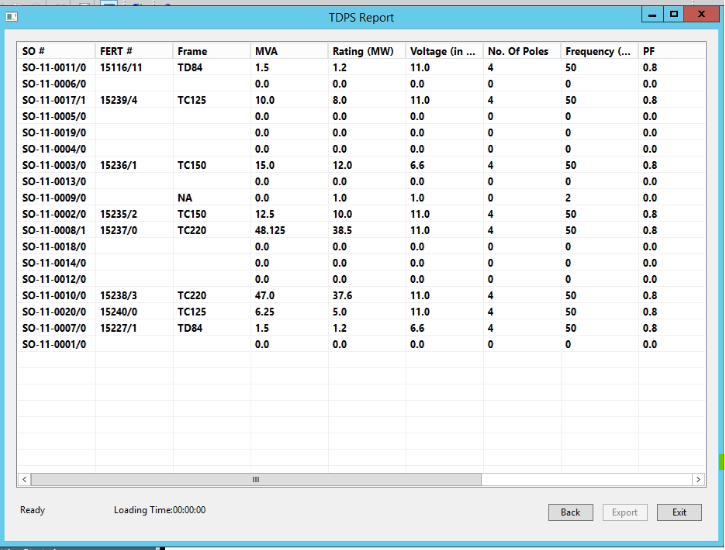 TDPS Report
SO # FERT # Frame MVA Rating (MW) Voltage (in ... No. Of Poles Frequency (... PF
SO-11-0011/0 15116/11 TD84 1.5 1.2 11.0 4 50 0.8
SO-11-0006/0 0.0 0.0 0.0 0 0 0.0
SO-11-0017/1 15239/4 TC125 10.0 8.0 11.0 4 50 0.8
SO-11-0005/0 0.0 0.0 0.0 0 0 0.0
SO-11-0019/0 0.0 0.0 0.0 0 0 0.0
SO-11-0004/0 0.0 0.0 0.0 0 0 0.0
SO-11-0003/0 15236/1 TC150 15.0 12.0 6.6 4 50 0.8
SO-11-0013/0 0.0 0.0 0.0 0 0 0.0
SO-11-0009/0 NA 0.0 1.0 1.0 0 2 0.0
SO-11-0002/0 15235/2 TC150 12.5 10.0 11.0 4 50 0.8
SO-11-0008/1 15237/0 TC220 48.125 38.5 11.0 4 50 0.8
SO-11-0018/0 0.0 0.0 0.0 0 0 0.0
SO-11-0014/0 0.0 0.0 0.0 0 0 0.0
SO-11-0012/0 0.0 0.0 0.0 0 0 0.0
SO-11-0010/0 15238/3 TC220 47.0 37.6 11.0 4 50 0.8
SO-11-0020/0 15240/0 TC125 6.25 5.0 11.0 4 50 0.8
SO-11-0007/0 15227/1 TD84 1.5 1.2 6.6 4 50 0.8
SO-11-0001/0 0.0 0.0 0.0 0 0 0.0
Ready Loading Time:00:00:00 Back Export Exit